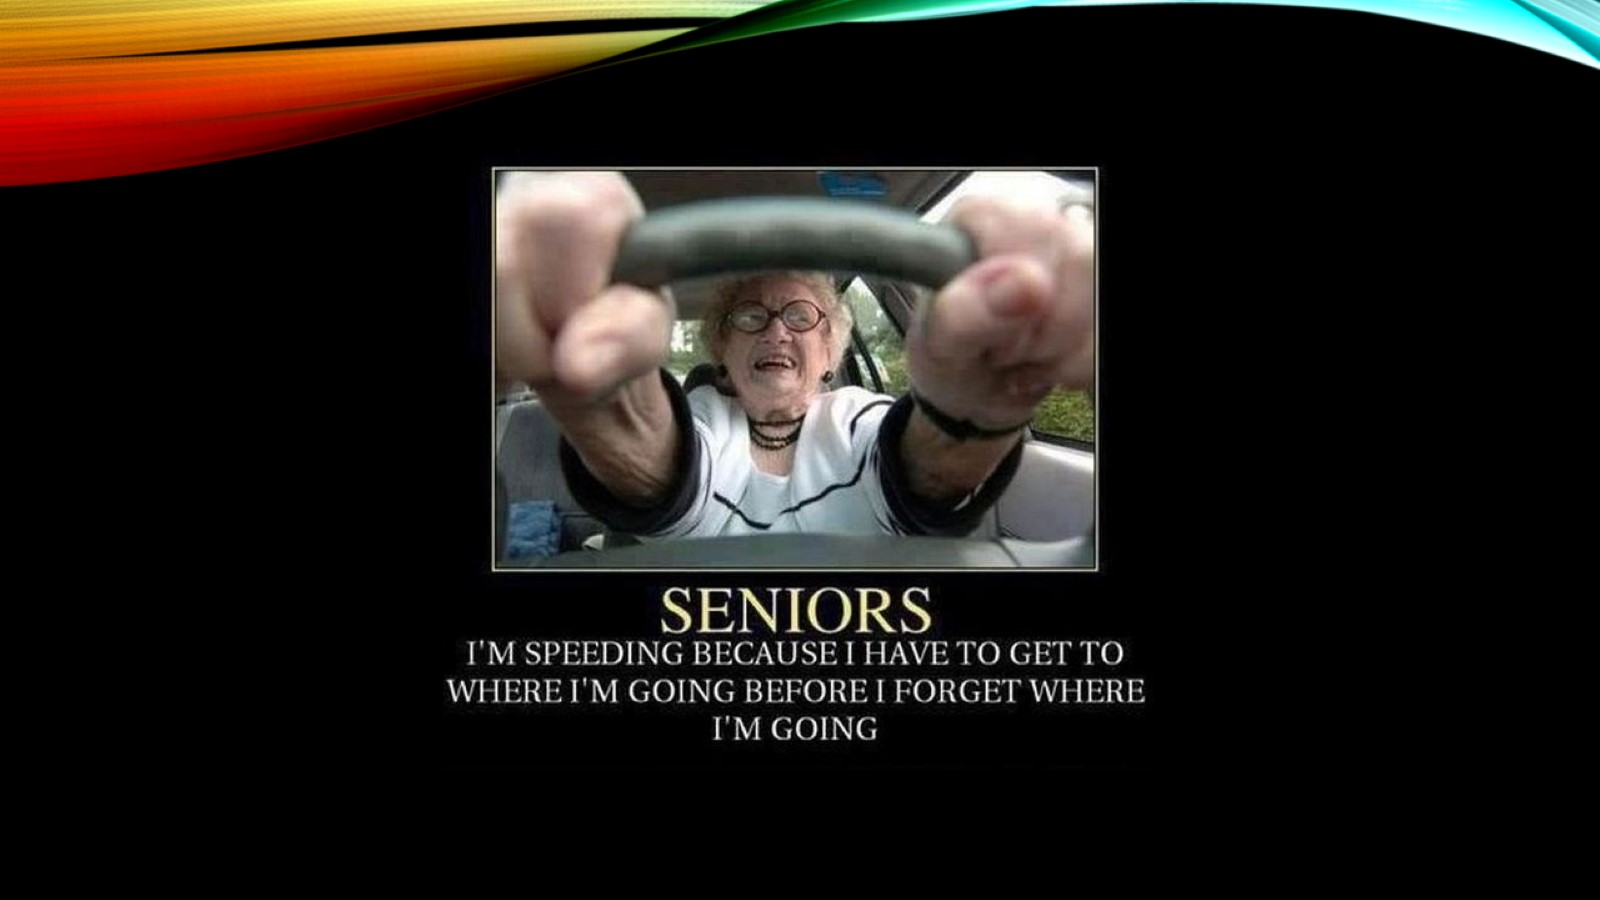 SENIORS
I'M SPEEDING BECAUSE I HAVE TO GET TO
WHERE I'M GOING BEFORE I FORGET WHERE
I'M GOING